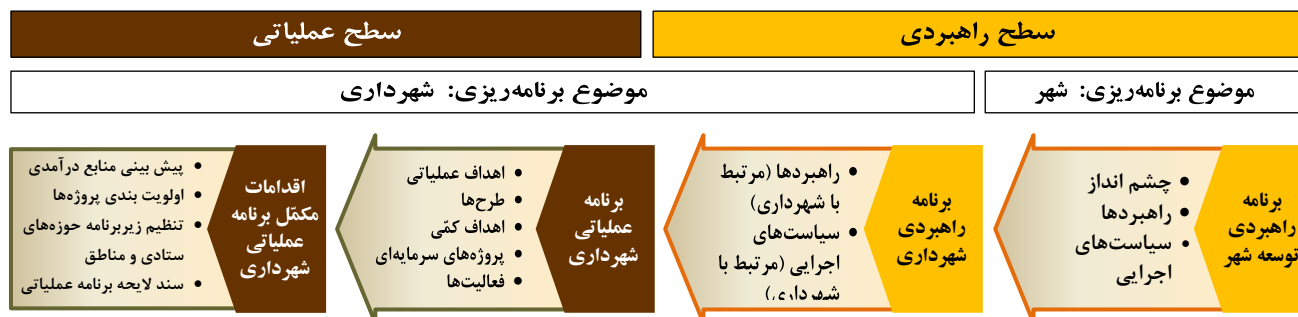 سطح راهبردی
سطح عملیاتی
موضوع برنامه‌ریزی: شهر
موضوع برنامه‌ریزی: شهرداری
برنامه
راهبردی
توسعه شهر
• چشم انداز
• راهبردها
• سیاست‌های
اجرایی
برنامه
راهبردی
شهرداری
• راهبردها (مرتبط
با شهرداری)
• سیاست‌های
اجرایی (مرتبط با
شهرداری)
برنامه
عملیاتی
شهرداری
• اهداف عملیاتی
• طرح‌ها
• اهداف کمّی
• پروژه‌های سرمایه‌ای
• فعالیت‌ها
اقدامات
مکمّل برنامه
عملیاتی
شهرداری
• پیش بینی منابع درآمدی
• اولویت بندی پروژه‌ها
• تنظیم زیربرنامه حوزه‌های
ستادی و مناطق
• سند لایحه برنامه عملیاتی